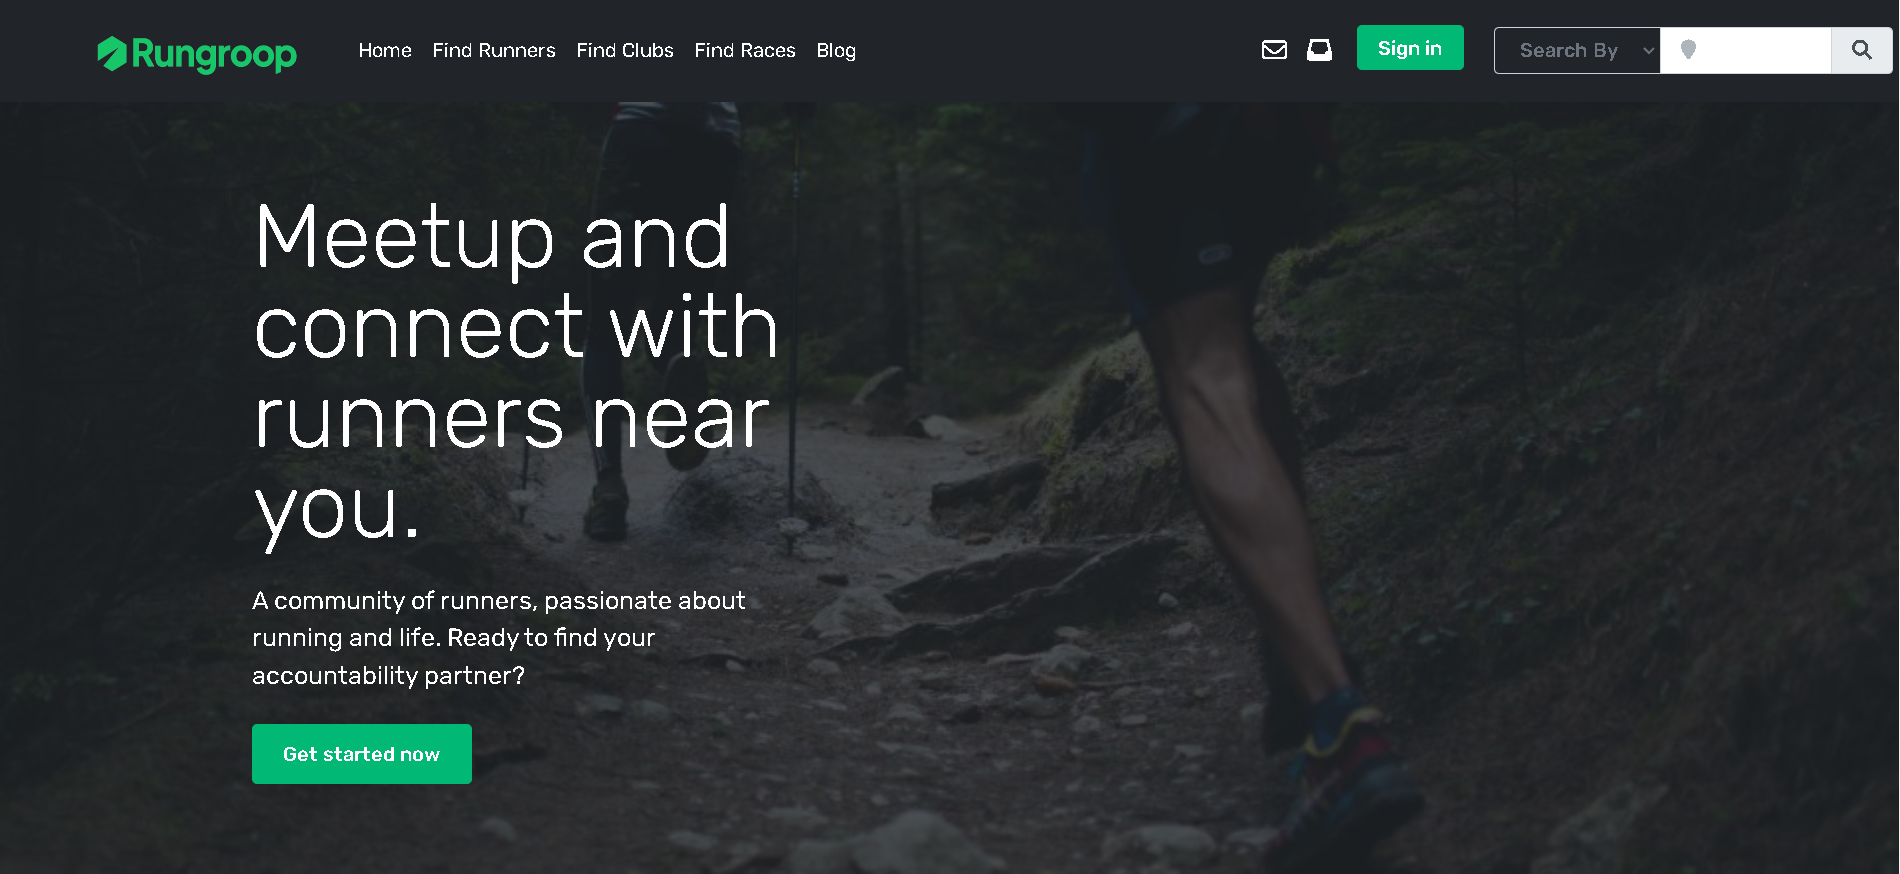 Rungroop
Home Find Runners Find Clubs Find Races Blog
Sign in
Search By
Meetup and
connect with
runners near
you.
A community of runners, passionate about
running and life. Ready to find your
accountability partner?
Get started now